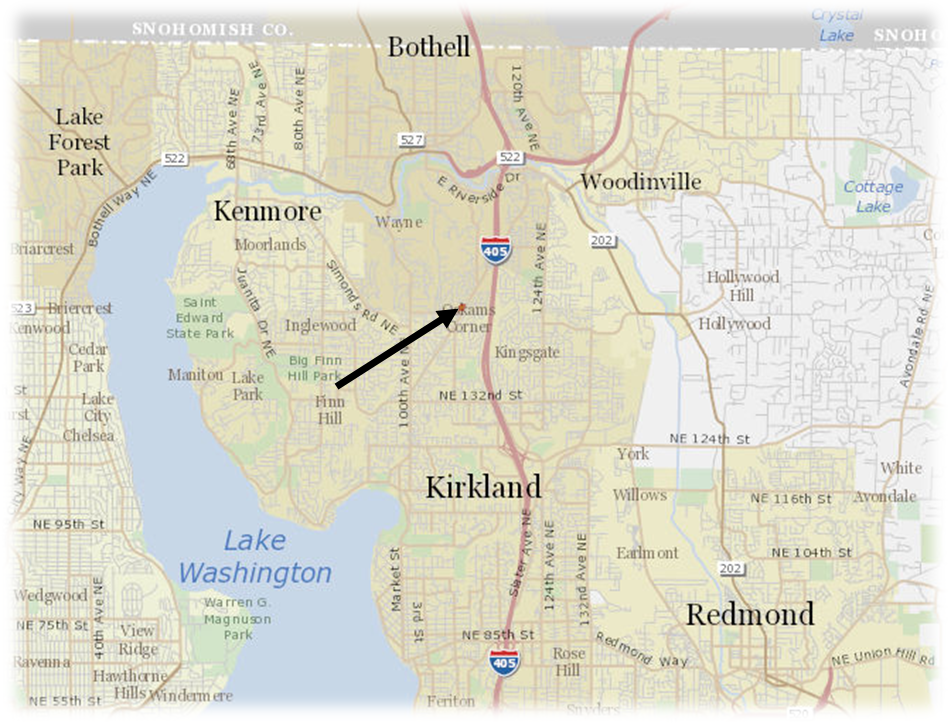 SNOHOMISH CO.
Crystal
Lake
SNOHO
Bothell
Lake
Forest
Park
68th Ave NE
73rd Ave NE
80th Ave NE
120th Ave NE
527
522
522
Bothell Way NE
E Riverside Dr
Woodinville
Cottage
Lake
Kenmore
Wayne
Briarcrest
Moorlands
405
124th Ave NE
202
Juanita Dr NE
Simonds Rd NE
Hollywood
Hill
Hollywood
Avondale Rd NE
523
Briercrest
Kenwood
Saint
Edward
State Park
Inglewood
Corner
Cedar
Park
Kingsgate
Big Finn
Hill Park
Manitou
Lake
Park
Finn
Hill
NE 132nd St
Lake
City
Chelsea
NE 124th St
York
White
Kirkland
Willows
NE 116th St
Avondale
NE 95th St
Lake
Washington
Slater Ave NE
124th Ave NE
132nd Ave NE
Earlmont
NE 104th St
202
Market St
3rd St
Wedgwood
40th Ave NE
Warren G.
Magnuson
Park
Redmond
NE 75th St
View
Ridge
NE 85th St
Redmond Way
405
Rose
Hill
NE Union Hill Rd
Ravenna
Hawthorne
Hills
Windermere
NE 55th St
Feriton
Snyders